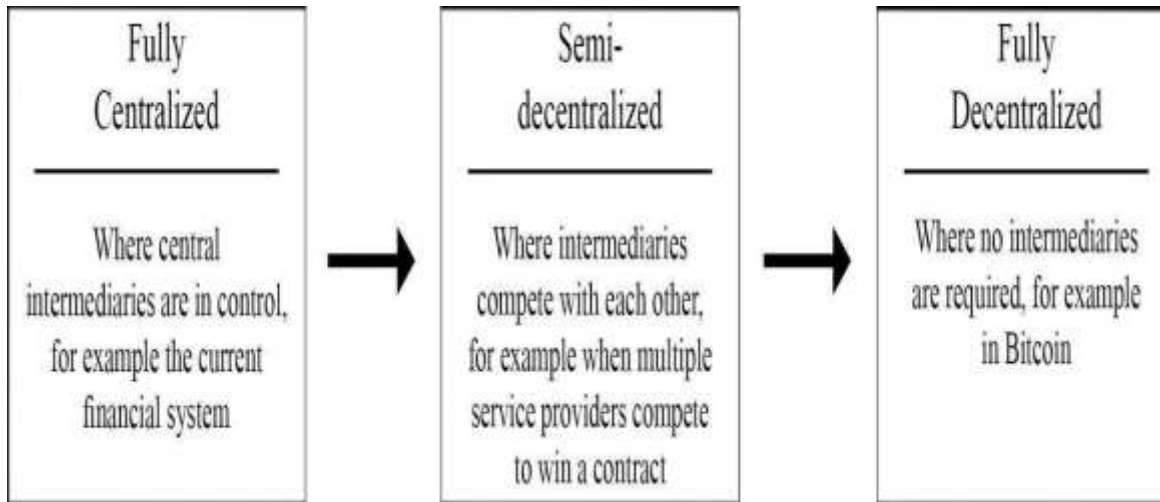 Fully
Centralized
Where central
intermediaries are in control,
for example the current
financial system
Semi-
decentralized
Where intermediaries
compete with each other,
for example when multiple
service providers compete
to win a contract
Fully
Decentralized
Where no intermediaries
are required, for example
in Bitcoin